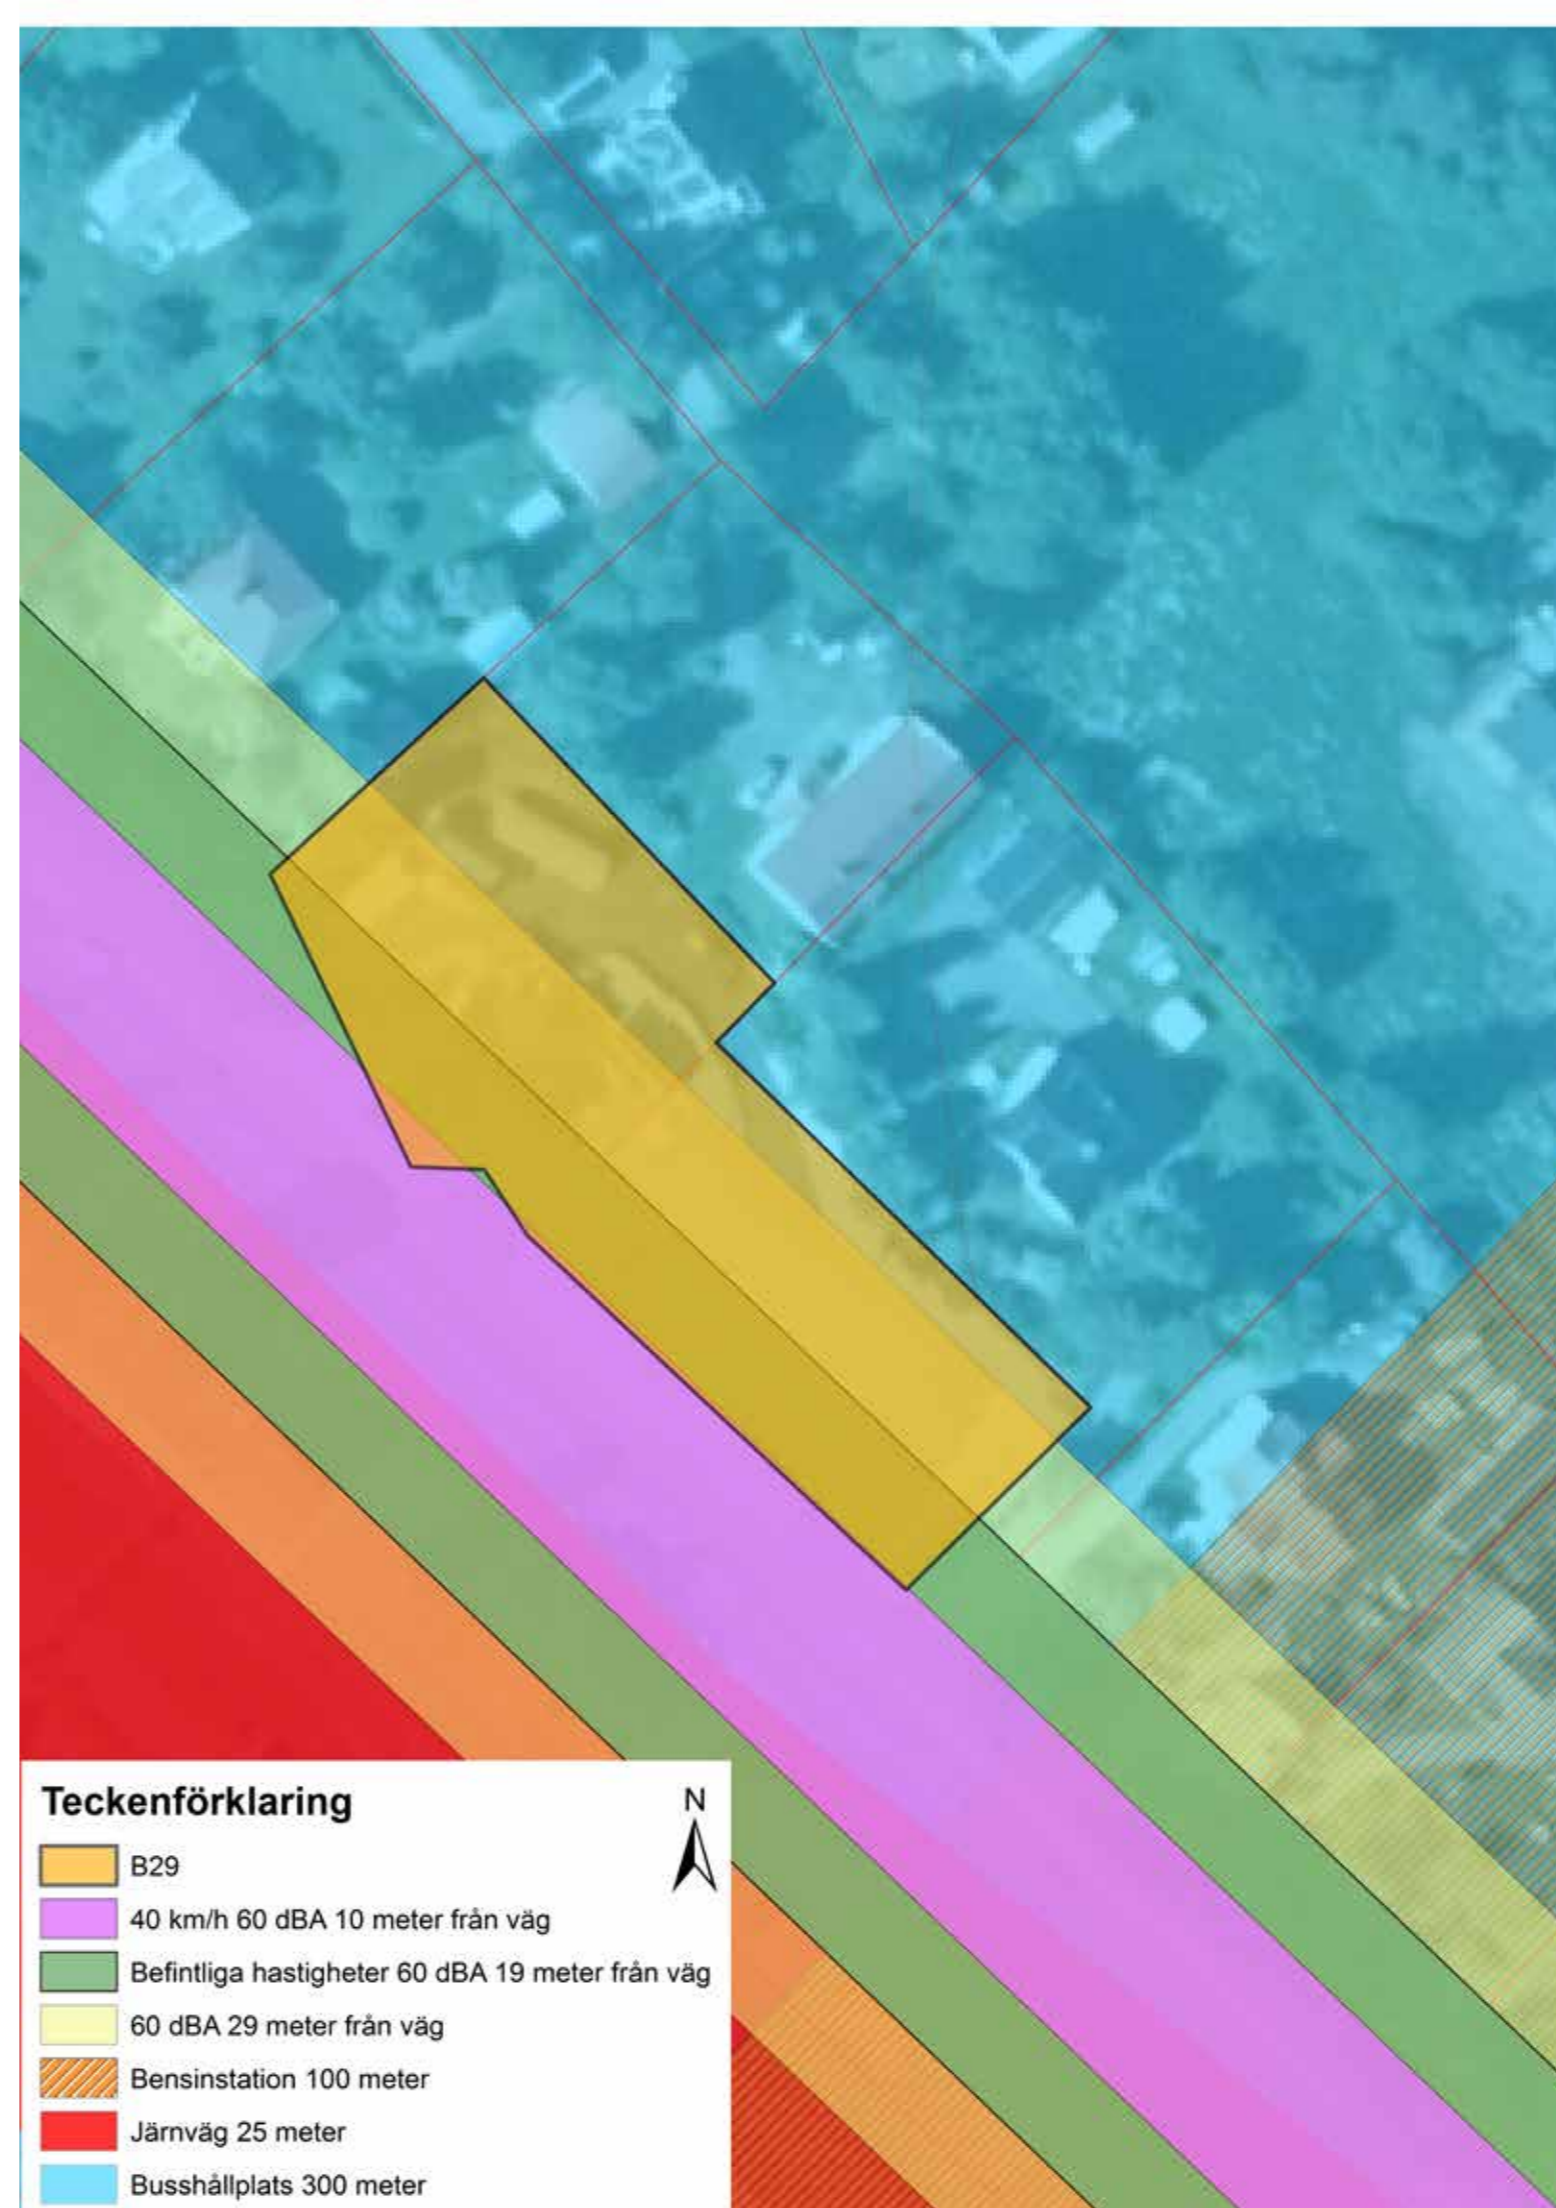 Teckenförklaring
N
B29
40 km/h 60 dBA 10 meter från väg
Befintliga hastigheter 60 dBA 19 meter från väg
60 dBA 29 meter från väg
Bensinstation 100 meter
Järnväg 25 meter
Busshållplats 300 meter